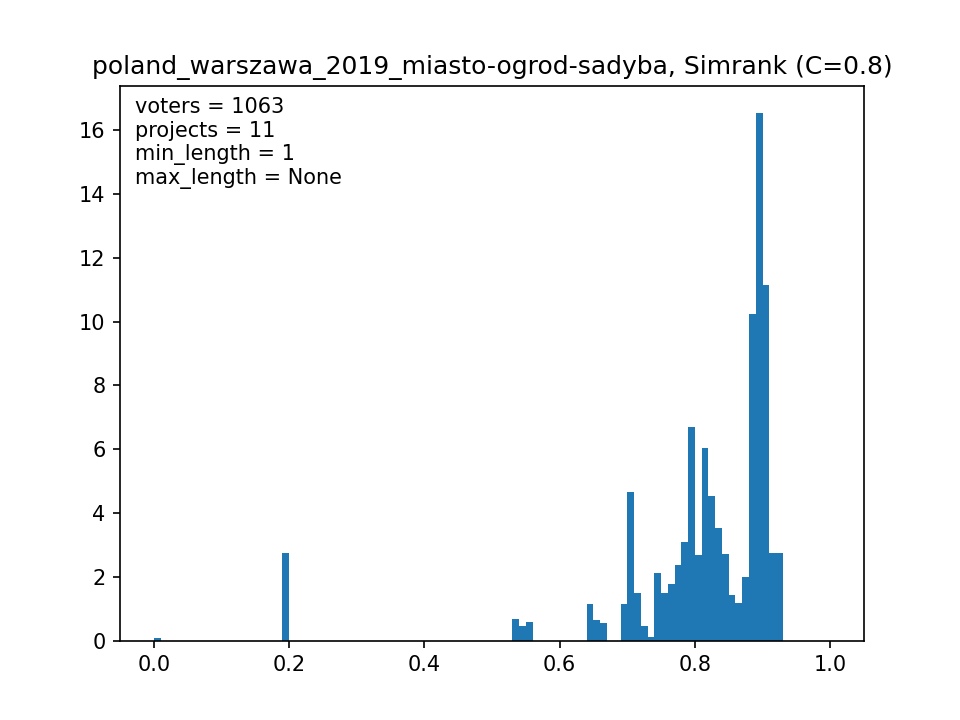 poland_warszawa_2019_miasto-ogrod-sadyba, Simrank (C=0.8)
voters = 1063
projects = 11
min_length = 1
max_length = None
16
14
12
10
8
6
4
2
0
0.0 0.2 0.4 0.6 0.8 1.0